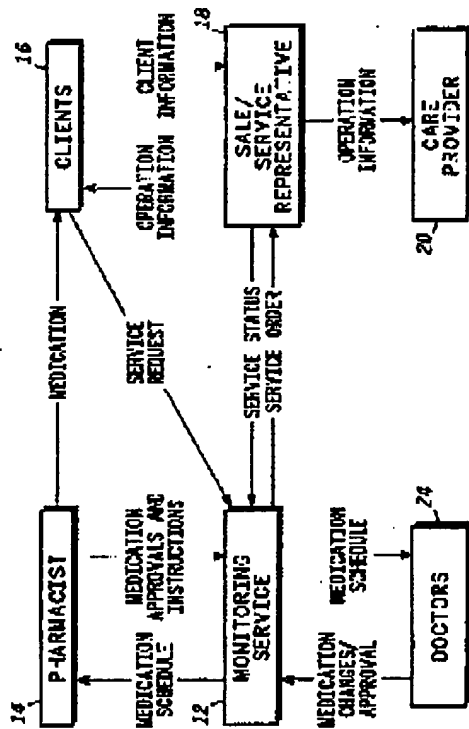 14
PHARMACIST
MEDICATION
16
CLIENTS
MEDICATION
SCHEDULE
MEDICATION
APPROVALS AND
INSTRUCTIONS
SERVICE
REQUEST
OPERATION
INFORMATION
CLIENT
INFORMATION
12
MONITORING
SERVICE
SERVICE STATUS
SERVICE ORDER
18
SALE/
SERVICE
REPRESENTATIVE
MEDICATION
CHANGES/
APPROVAL
MEDICATION
SCHEDULE
OPERATION
INFORMATION
DOCTORS
24
20
CARE
PROVIDER